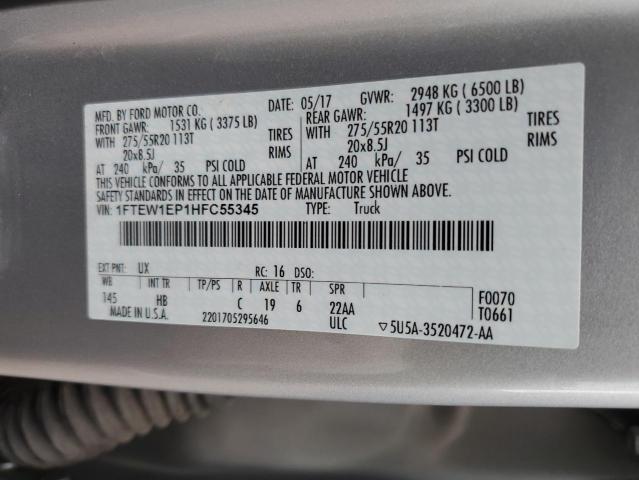 MFD. BY FORD MOTOR CO. 05/17 GVWR: 2948 KG ( 6500 LB)
FRONT GAWR: 1531 KG ( 3375 LB) REAR GAWR: 1497 KG ( 3300 LB)
WITH 275/55R20 113T TIRES WITH 275/55R20 113T TIRES
20x8.5J RIMS 20x8.5J RIMS
AT 240 kPa/ 35 PSI COLD AT 240 kPa/ 35 PSI COLD
THIS VEHICLE CONFORMS TO ALL APPLICABLE FEDERAL MOTOR VEHICLE
SAFETY STANDARDS IN EFFECT ON THE DATE OF MANUFACTURE SHOWN ABOVE.
VIN: 1FTEW1EP1HFC55345 TYPE: Truck
EXT PNT: UX RC: 16 DSO:
WB INT TR TP/PS R AXLE TR SPR F0070
145 HB C 19 6 22AA T0661
MADE IN U.S.A. 2201705295646 ULC ▽5U5A-3520472-AA